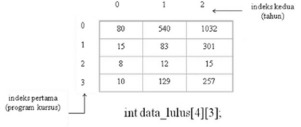 0 1 2
indeks kedua
(tahun)
0 80 540 1032
1 15 83 301
2 8 12 15
3 10 129 257
indeks pertama
(program kursus)
int data_lulus[4][3];